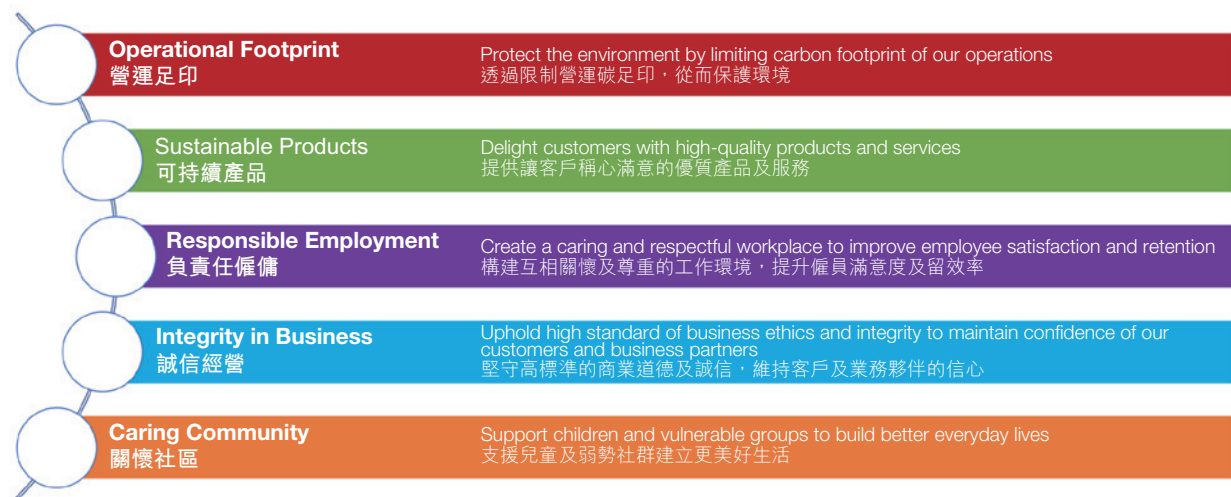 Operational Footprint
營運足印
Protect the environment by limiting carbon footprint of our operations
透過限制營運碳足印，從而保護環境
Sustainable Products
可持續產品
Delight customers with high-quality products and services
提供讓客戶稱心滿意的優質產品及服務
Responsible Employment
負責任僱傭
Create a caring and respectful workplace to improve employee satisfaction and retention
構建互相關懷及尊重的工作環境，提升僱員滿意度及留效率
Integrity in Business
誠信經營
Uphold high standard of business ethics and integrity to maintain confidence of our
customers and business partners
堅守高標準的商業道德及誠信，維持客戶及業務夥伴的信心
Caring Community
關懷社區
Support children and vulnerable groups to build better everyday lives
支援兒童及弱勢社群建立更美好生活